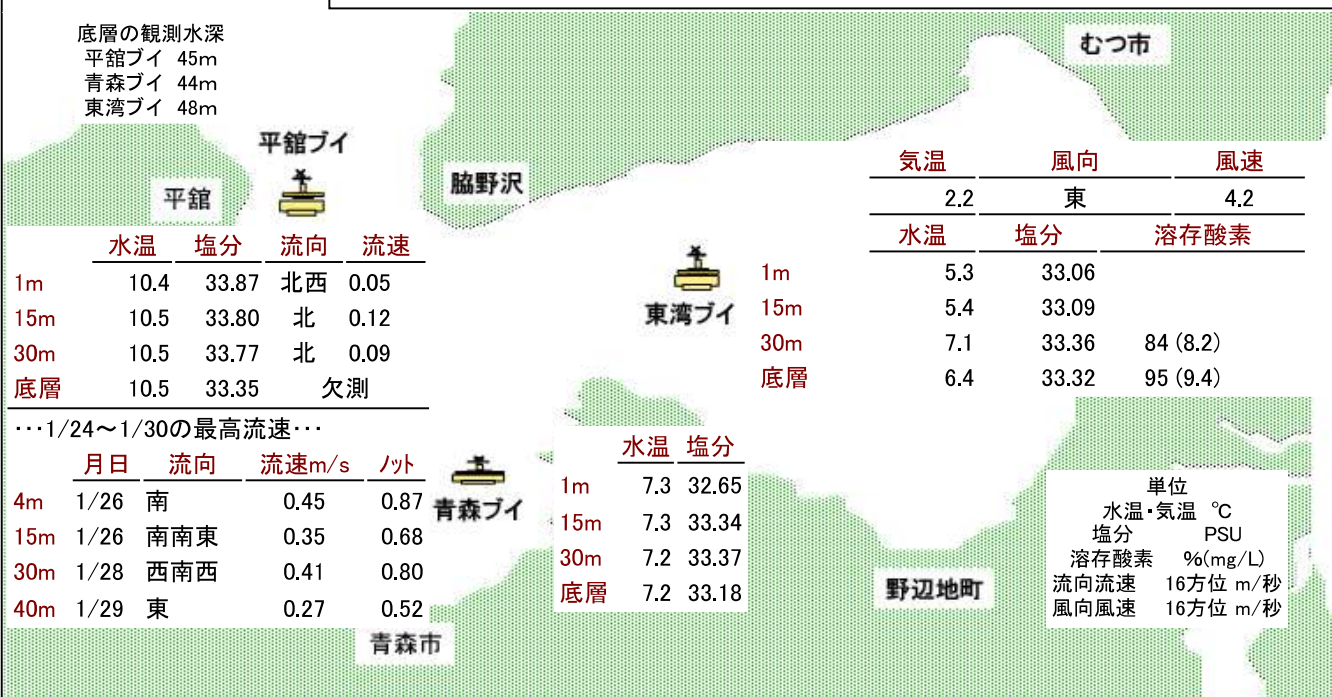 底層の観測水深
平舘ブイ 45m
青森ブイ 44m
東湾ブイ 48m
むつ市
平舘ブイ
平舘
脇野沢
気温 風向 風速
2.2 東 4.2
水温 塩分 溶存酸素
1m 5.3 33.06
15m 5.4 33.09
30m 7.1 33.36 84 (8.2)
底層 6.4 33.32 95 (9.4)
東湾ブイ
水温 塩分 流向 流速
1m 10.4 33.87 北西 0.05
15m 10.5 33.80 北 0.12
30m 10.5 33.77 北 0.09
底層 10.5 33.35 欠測
･･･1/24～1/30の最高流速･･･
月日 流向 流速m/s ノット
4m 1/26 南 0.45 0.87
15m 1/26 南南東 0.35 0.68
30m 1/28 西南西 0.41 0.80
40m 1/29 東 0.27 0.52
青森ブイ
水温 塩分
1m 7.3 32.65
15m 7.3 33.34
30m 7.2 33.37
底層 7.2 33.18
青森市
野辺地町
単位
水温・気温 ℃
塩分 PSU
溶存酸素 %(mg/L)
流向流速 16方位 m/秒
風向風速 16方位 m/秒